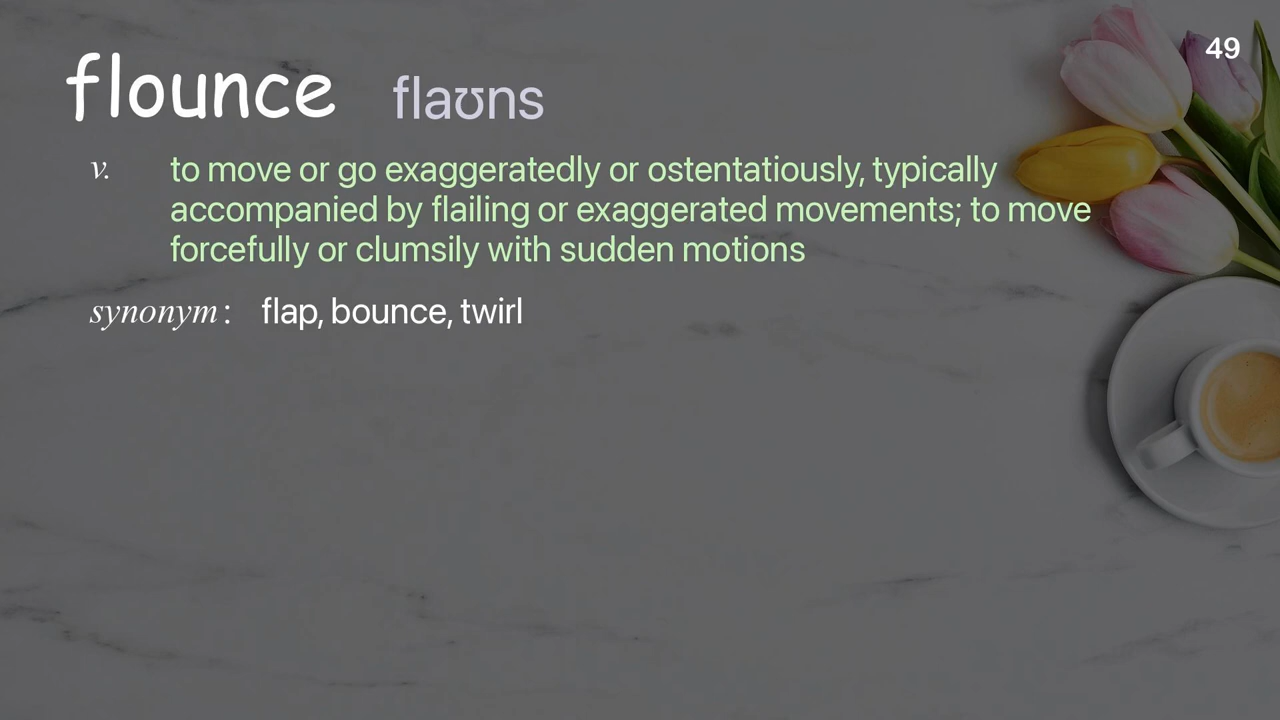 49
flounce flaʊns
v. to move or go exaggeratedly or ostentatiously, typically
accompanied by flailing or exaggerated movements; to move
forcefully or clumsily with sudden motions
synonym: flap, bounce, twirl